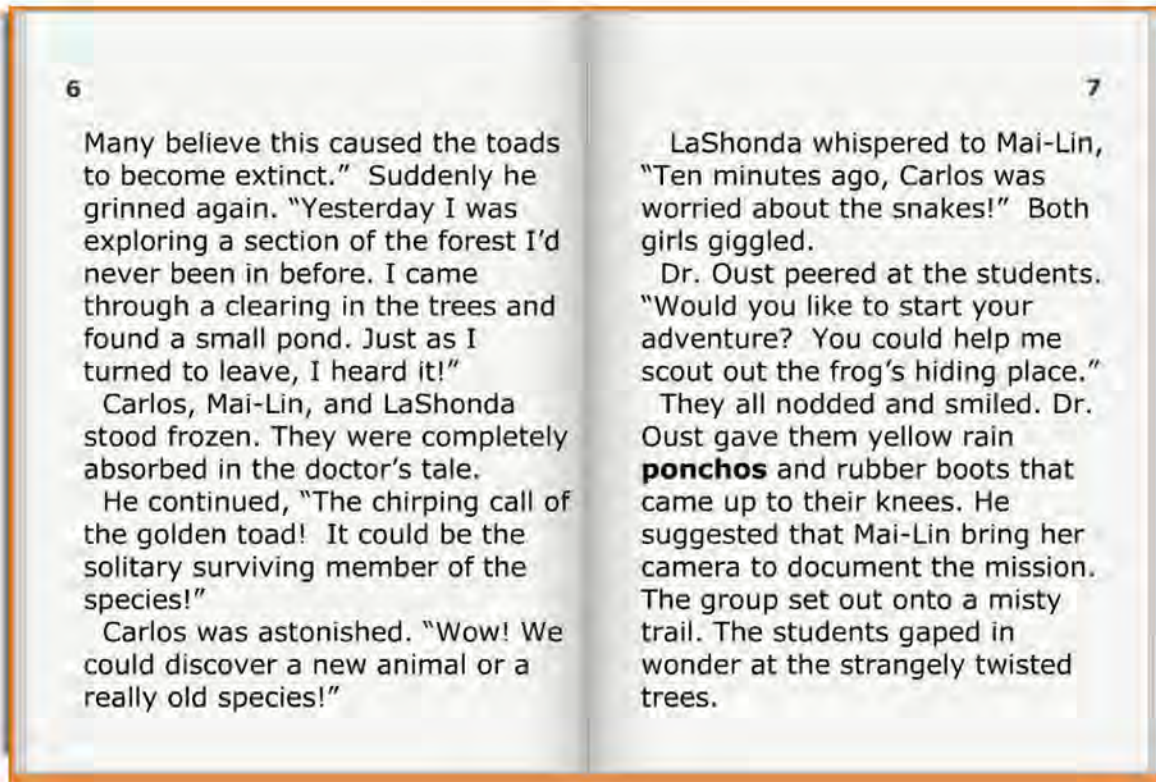 6
Many believe this caused the toads
to become extinct.”  Suddenly he
grinned again. “Yesterday I was
exploring a section of the forest I’d
never been in before. I came
through a clearing in the trees and
found a small pond. Just as I
turned to leave, I heard it!”
Carlos, Mai-Lin, and LaShonda
stood frozen. They were completely
absorbed in the doctor’s tale.
He continued, “The chirping call of
the golden toad!  It could be the
solitary surviving member of the
species!”
Carlos was astonished. “Wow! We
could discover a new animal or a
really old species!”
7
LaShonda whispered to Mai-Lin,
“Ten minutes ago, Carlos was
worried about the snakes!”  Both
girls giggled.
Dr. Oust peered at the students.
“Would you like to start your
adventure?  You could help me
scout out the frog’s hiding place.”
They all nodded and smiled. Dr.
Oust gave them yellow rain
ponchos and rubber boots that
came up to their knees. He
suggested that Mai-Lin bring her
camera to document the mission.
The group set out onto a misty
trail. The students gaped in
wonder at the strangely twisted
trees.